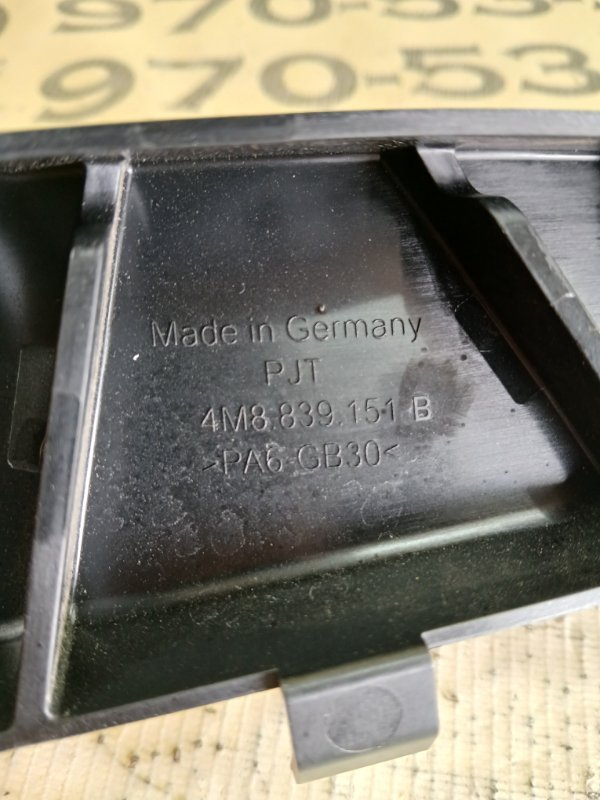 970-53-
970-53
Made in Germany
PJT
4M8.839.151 B
>PA6 GB30<